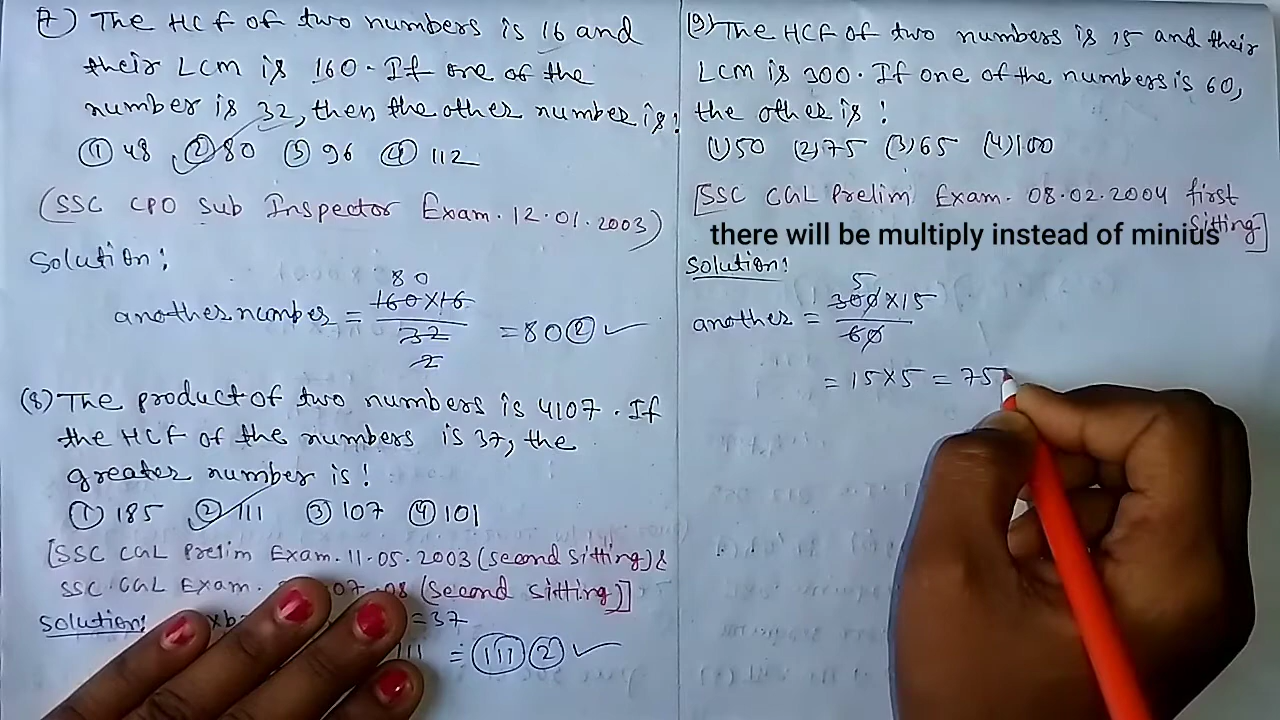 7) The HCF of two numbers is 16 and
their LCM is 160. If one of the
number is 32, then the other number is!
① 48 ② 80 ③ 96 ④ 112
(SSC CPO Sub Inspector Exam. 12.01.2003)
Solution:
another number = 160×16 / 32 = 80 ②
80
2
(8) The product of two numbers is 4107. If
the HCF of the numbers is 37, the
greater number is!
① 185 ② 111 ③ 107 ④ 101
[SSC CGL Prelim Exam. 11.05.2003 (second sitting) &
SSC CGL Exam. 07.08 (Second Sitting)]
solution: = 37
111 = 111 ②
(9) The HCF of two numbers is 15 and their
LCM is 300. If one of the numbers is 60,
the other is!
(1) 50 (2) 75 (3) 65 (4) 100
[SSC CGL Prelim Exam. 08.02.2004 first
Sitting]
there will be multiply instead of minius
solution:
5
another = 300×15 / 60
= 15×5 = 75